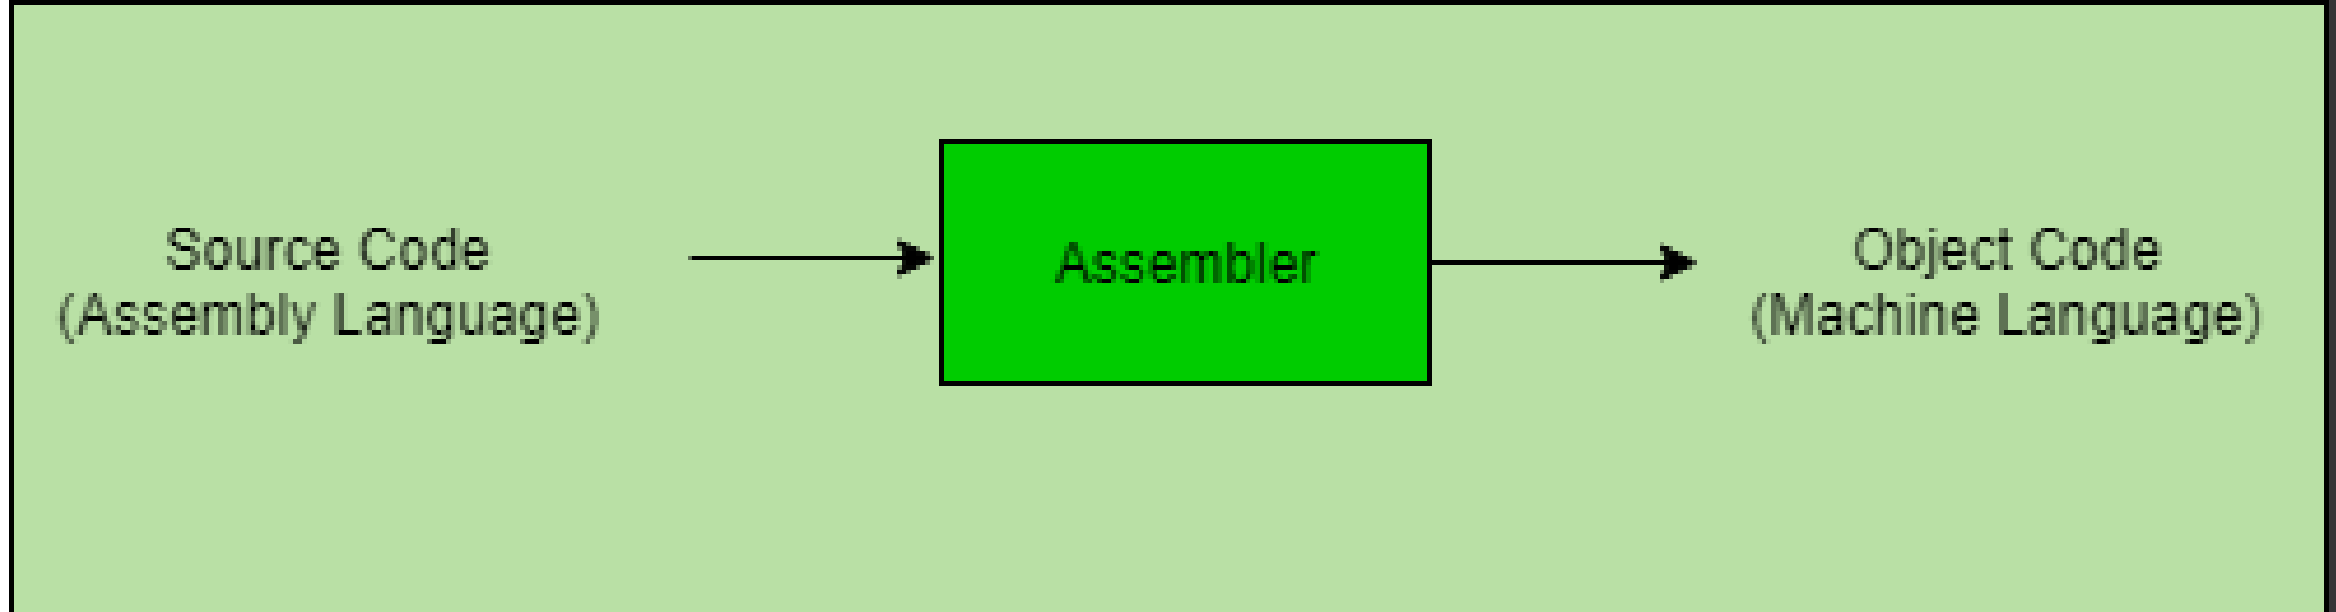 Source Code
(Assembly Language)
Assembler
Object Code
(Machine Language)